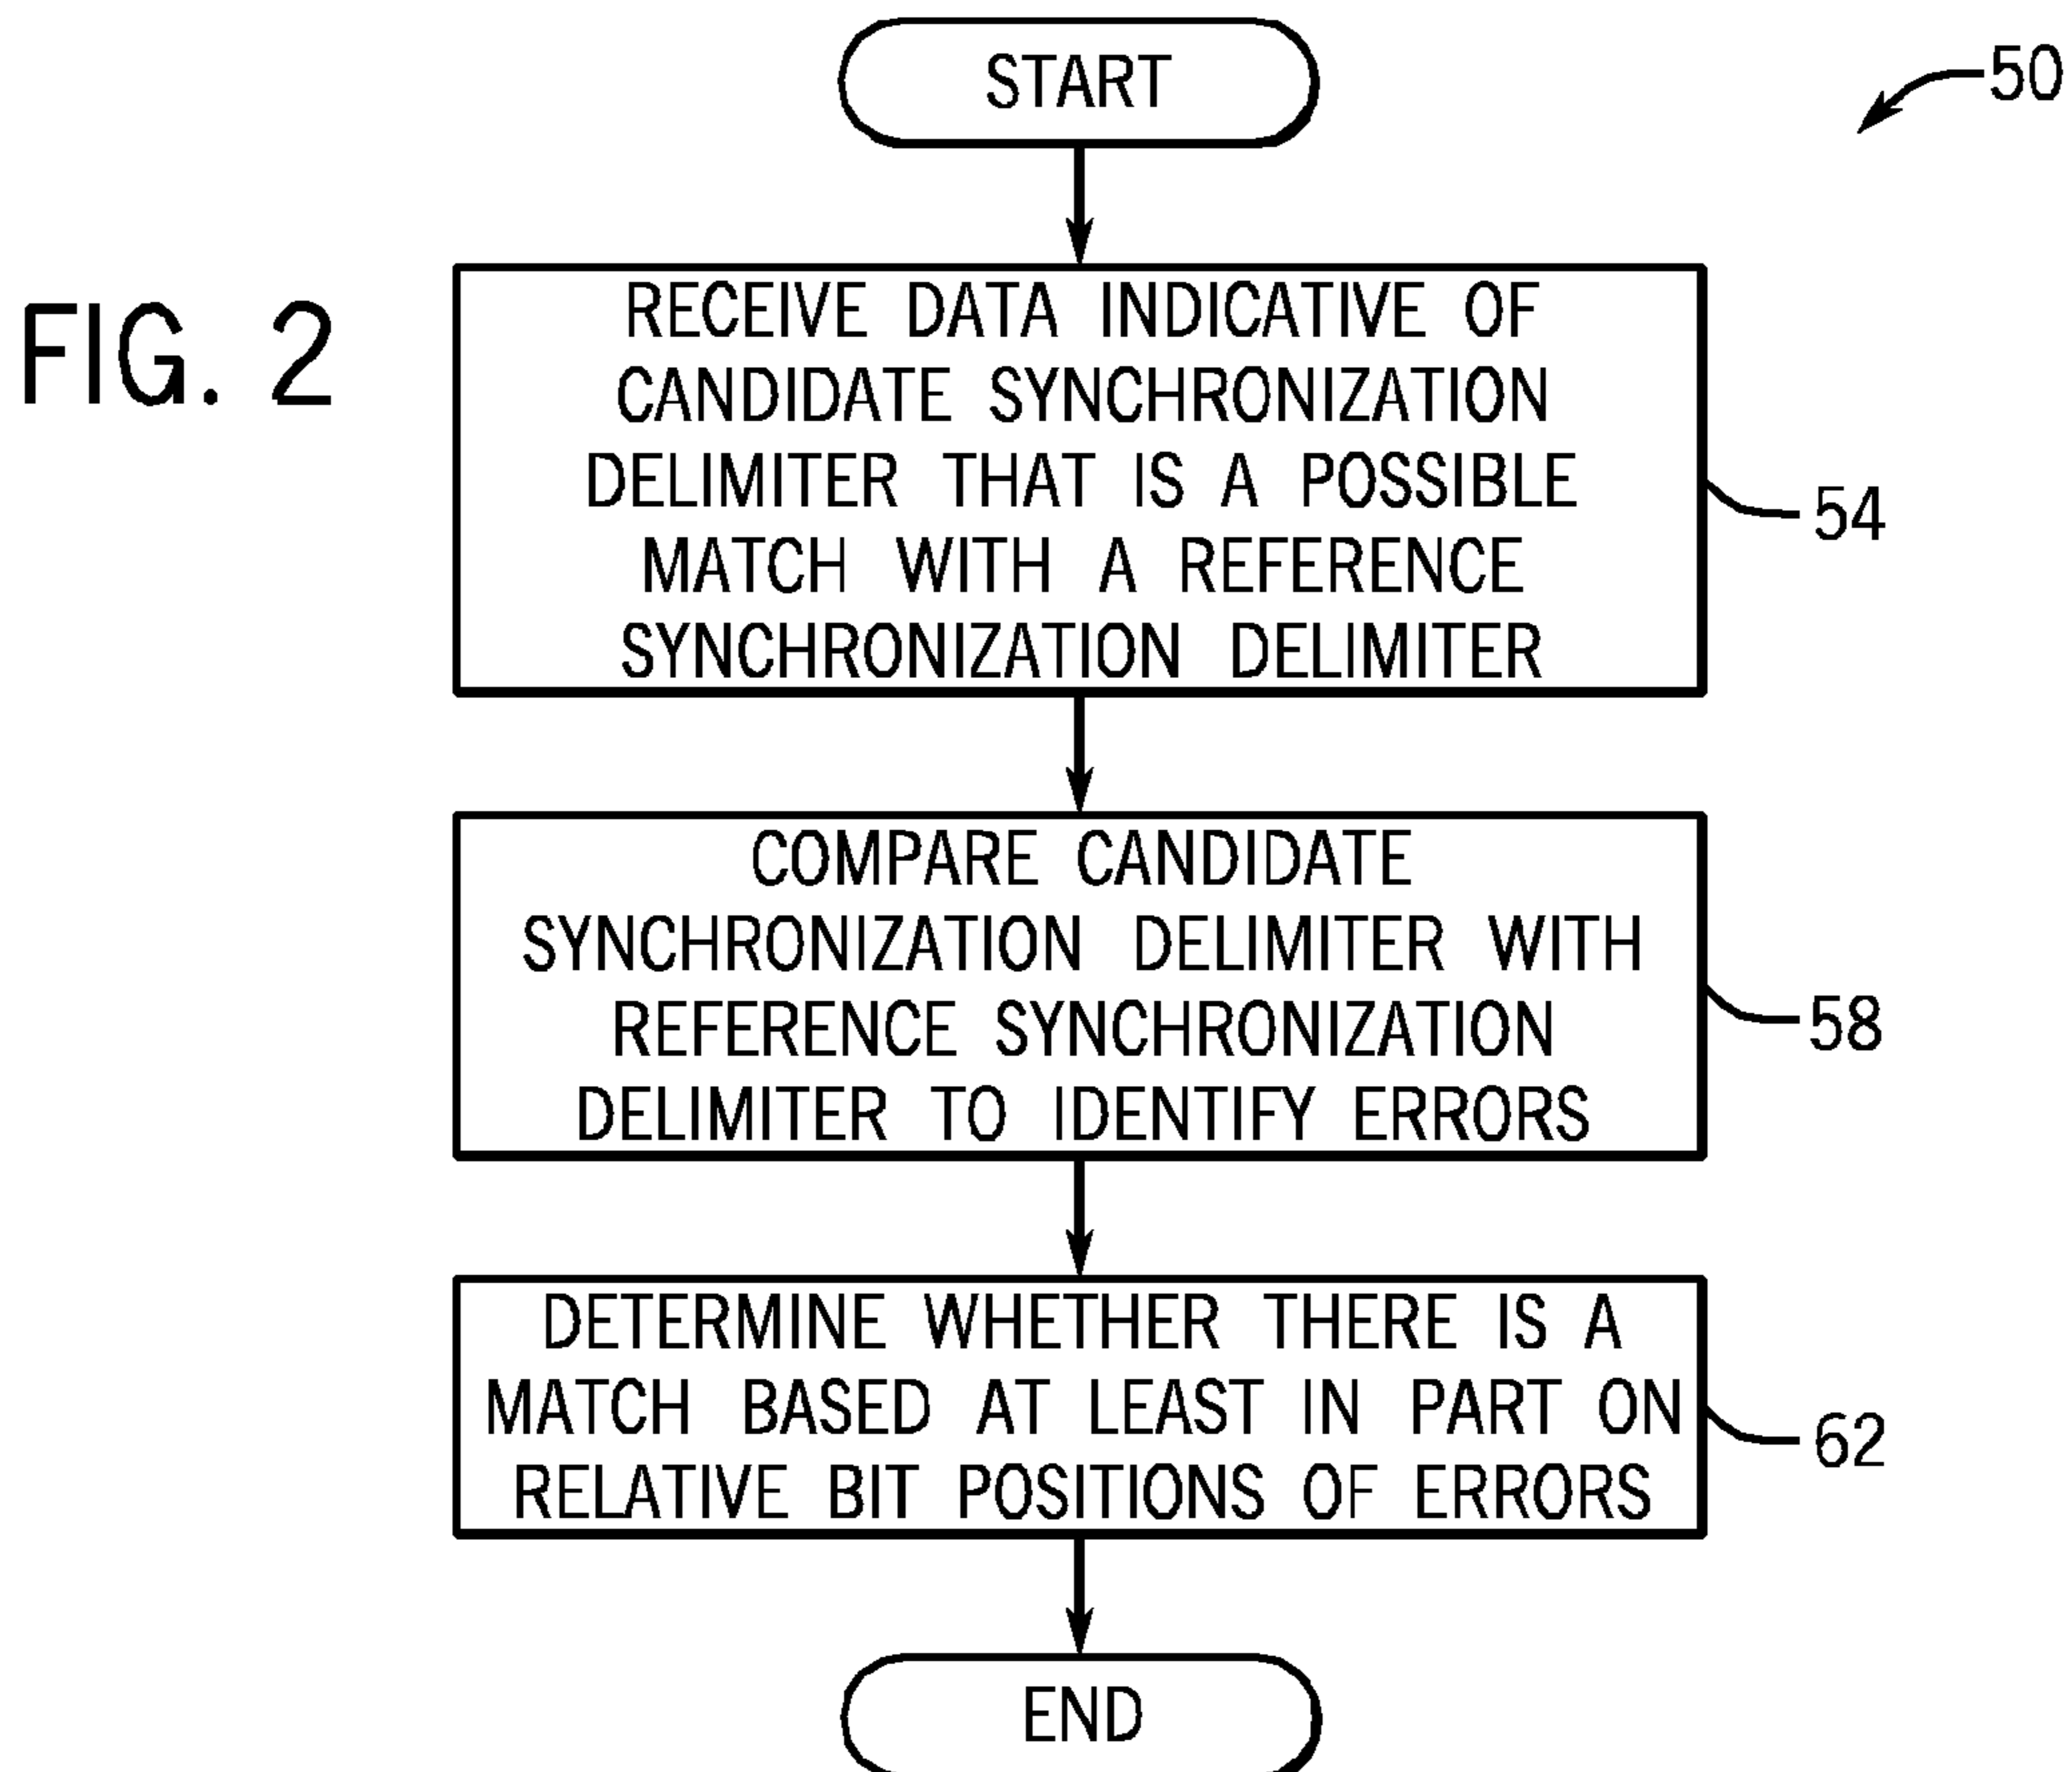 START
50
FIG. 2
RECEIVE DATA INDICATIVE OF
CANDIDATE SYNCHRONIZATION
DELIMITER THAT IS A POSSIBLE
MATCH WITH A REFERENCE
SYNCHRONIZATION DELIMITER
54
COMPARE CANDIDATE
SYNCHRONIZATION DELIMITER WITH
REFERENCE SYNCHRONIZATION
DELIMITER TO IDENTIFY ERRORS
58
DETERMINE WHETHER THERE IS A
MATCH BASED AT LEAST IN PART ON
RELATIVE BIT POSITIONS OF ERRORS
62
END